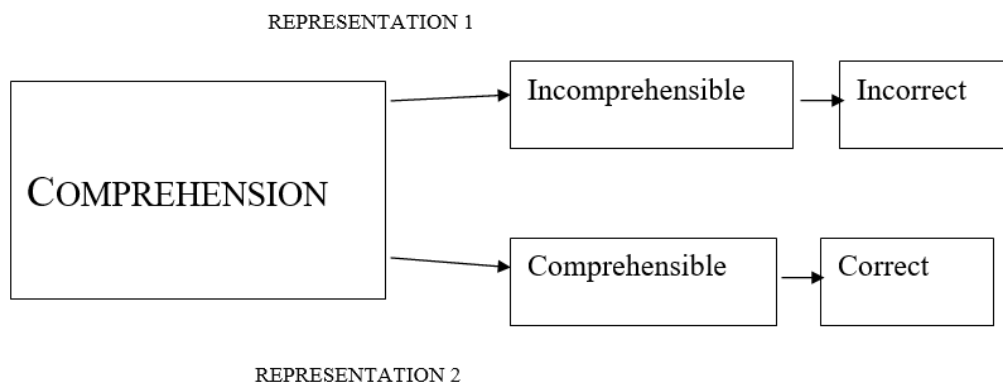 REPRESENTATION 1
Incomprehensible
Incorrect
COMPREHENSION
Comprehensible
Correct
REPRESENTATION 2